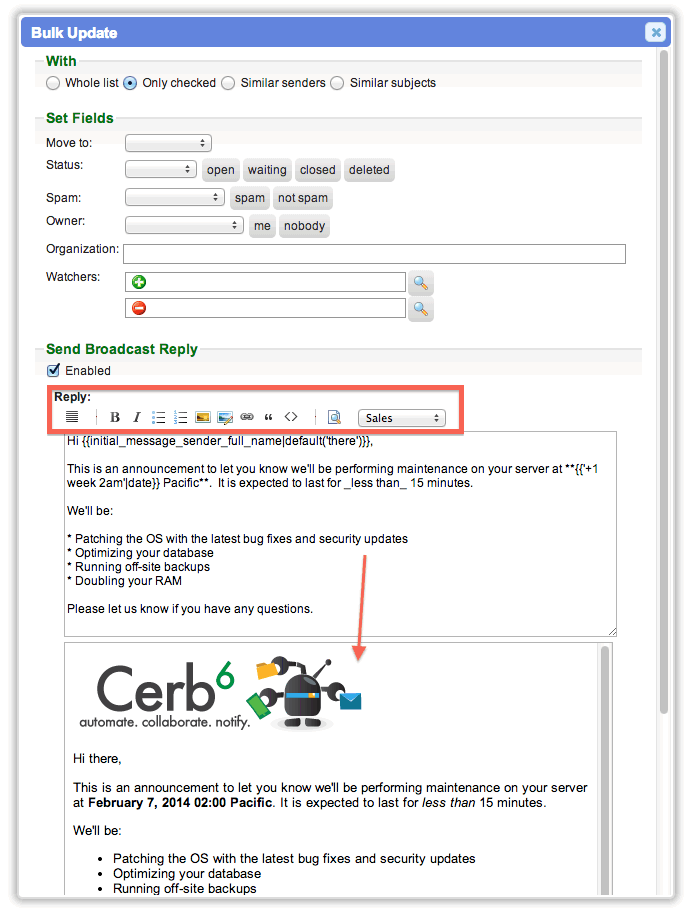 Bulk Update
With
Whole list Only checked Similar senders Similar subjects
Set Fields
Move to:
Status: open waiting closed deleted
Spam: spam not spam
Owner: me nobody
Organization:
Watchers:
Send Broadcast Reply
Enabled
Reply:
B I Sales
Hi {{initial_message_sender_full_name|default('there')}},
This is an announcement to let you know we'll be performing maintenance on your server at **{{'+1
week 2am'|date}} Pacific**. It is expected to last for _less than_ 15 minutes.
We'll be:
* Patching the OS with the latest bug fixes and security updates
* Optimizing your database
* Running off-site backups
* Doubling your RAM
Please let us know if you have any questions.
Cerb6
automate. collaborate. notify.
Hi there,
This is an announcement to let you know we'll be performing maintenance on your server
at February 7, 2014 02:00 Pacific. It is expected to last for less than 15 minutes.
We'll be:
• Patching the OS with the latest bug fixes and security updates
• Optimizing your database
• Running off-site backups